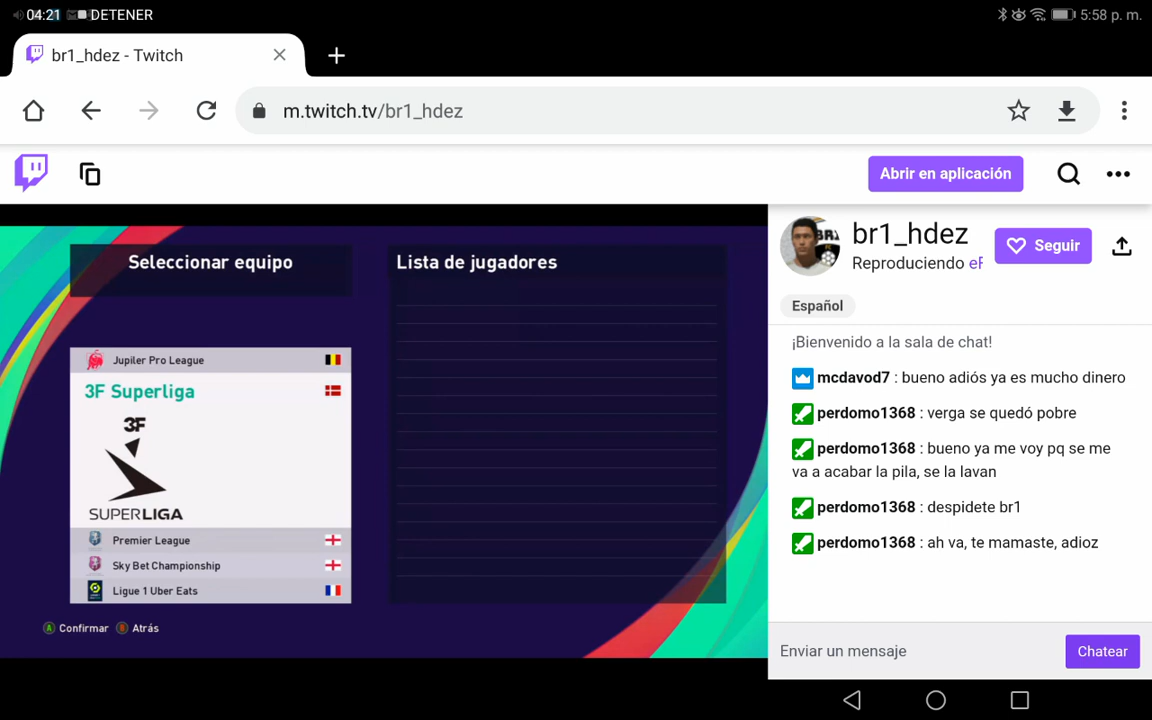 04:21 DETENER
5:58 p. m.
br1_hdez - Twitch
m.twitch.tv/br1_hdez
Abrir en aplicación
Seleccionar equipo
Lista de jugadores
Jupiler Pro League
3F Superliga
3F
SUPERLIGA
Premier League
Sky Bet Championship
Ligue 1 Uber Eats
Confirmar
Atrás
br1_hdez
Seguir
Reproduciendo eF
Español
¡Bienvenido a la sala de chat!
mcdavod7 : bueno adiós ya es mucho dinero
perdomo1368 : verga se quedó pobre
perdomo1368 : bueno ya me voy pq se me
va a acabar la pila, se la lavan
perdomo1368 : despidete br1
perdomo1368 : ah va, te mamaste, adioz
Enviar un mensaje
Chatear